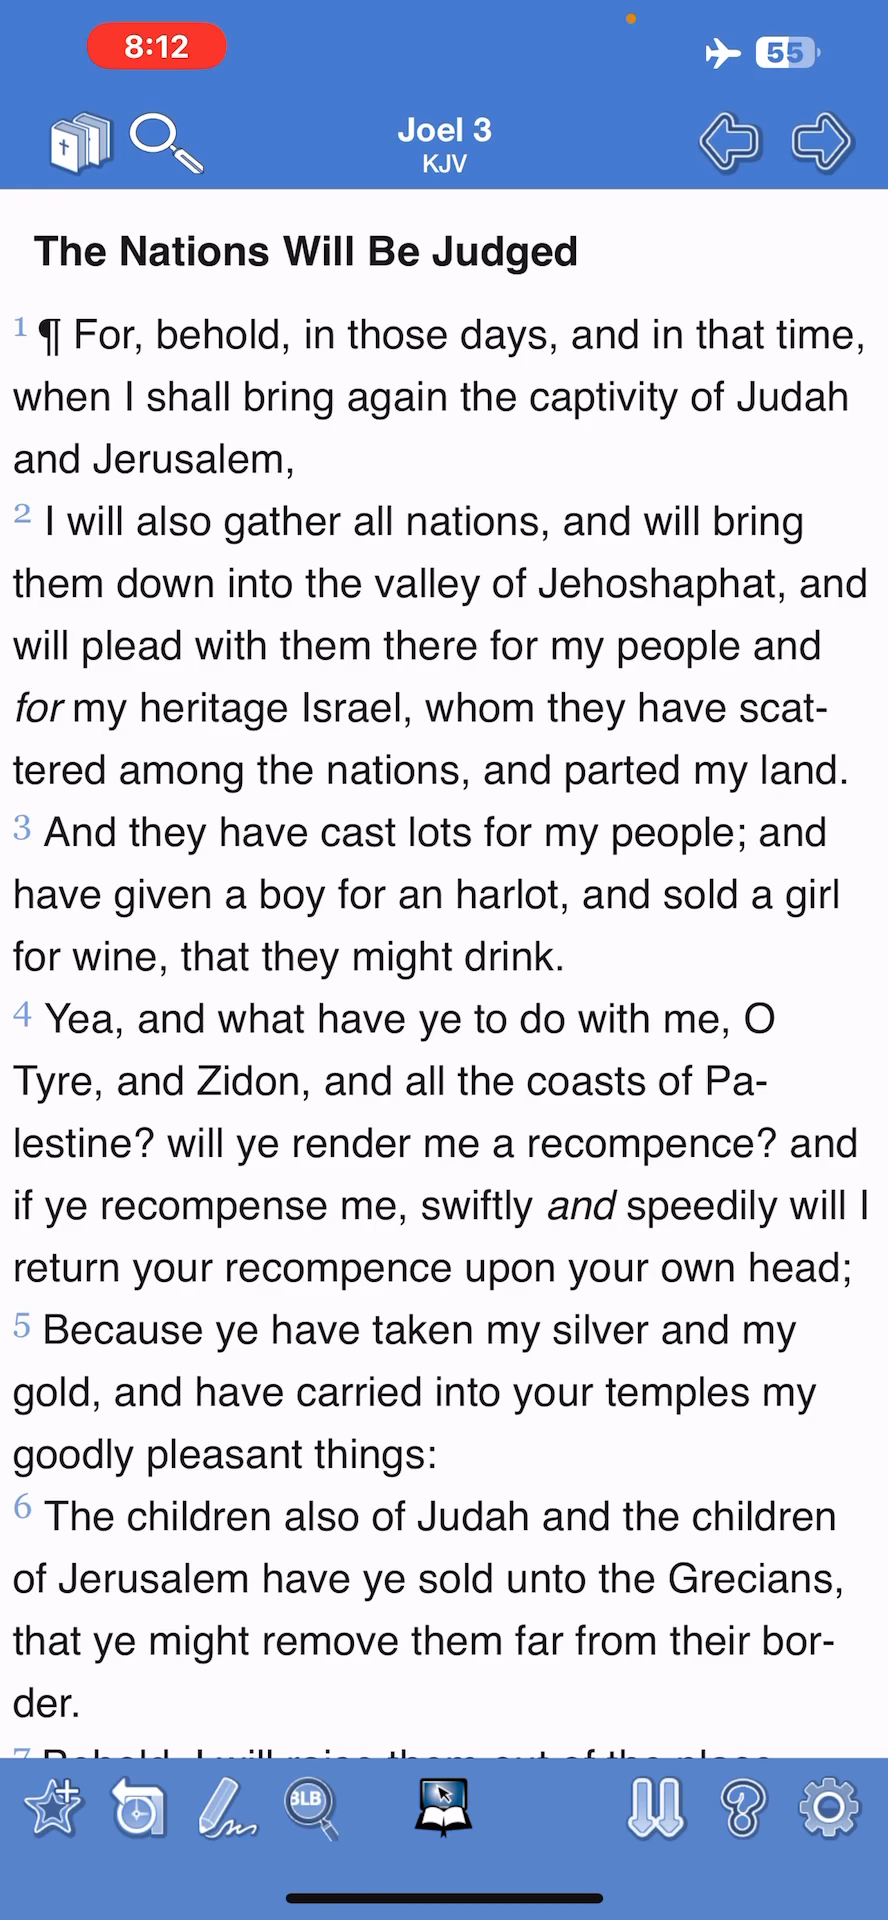 8:12
55
Joel 3
KJV
The Nations Will Be Judged
1 ¶ For, behold, in those days, and in that time,
when I shall bring again the captivity of Judah
and Jerusalem,
2 I will also gather all nations, and will bring
them down into the valley of Jehoshaphat, and
will plead with them there for my people and
for my heritage Israel, whom they have scat-
tered among the nations, and parted my land.
3 And they have cast lots for my people; and
have given a boy for an harlot, and sold a girl
for wine, that they might drink.
4 Yea, and what have ye to do with me, O
Tyre, and Zidon, and all the coasts of Pa-
lestine? will ye render me a recompence? and
if ye recompense me, swiftly and speedily will I
return your recompence upon your own head;
5 Because ye have taken my silver and my
gold, and have carried into your temples my
goodly pleasant things:
6 The children also of Judah and the children
of Jerusalem have ye sold unto the Grecians,
that ye might remove them far from their bor-
der.
7 Behold, I will raise them out of the place
BLB